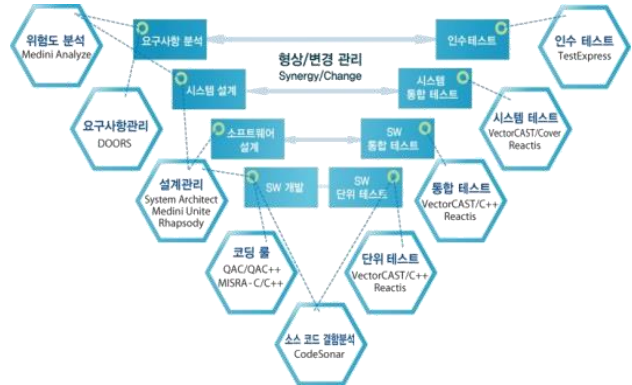 위험도 분석
Medini Analyze
요구사항 분석
인수테스트
인수 테스트
TestExpress
형상/변경 관리
Synergy/Change
시스템 설계
시스템
통합 테스트
요구사항관리
DOORS
시스템 테스트
VectorCAST/Cover
Reactis
소프트웨어
설계
SW
통합 테스트
설계관리
System Architect
Medini Unite
Rhapsody
SW 개발
SW
단위 테스트
통합 테스트
VectorCAST/C++
Reactis
코딩 룰
QAC/QAC++
MISRA-C/C++
단위 테스트
VectorCAST/C++
Reactis
소스 코드 결함분석
CodeSonar